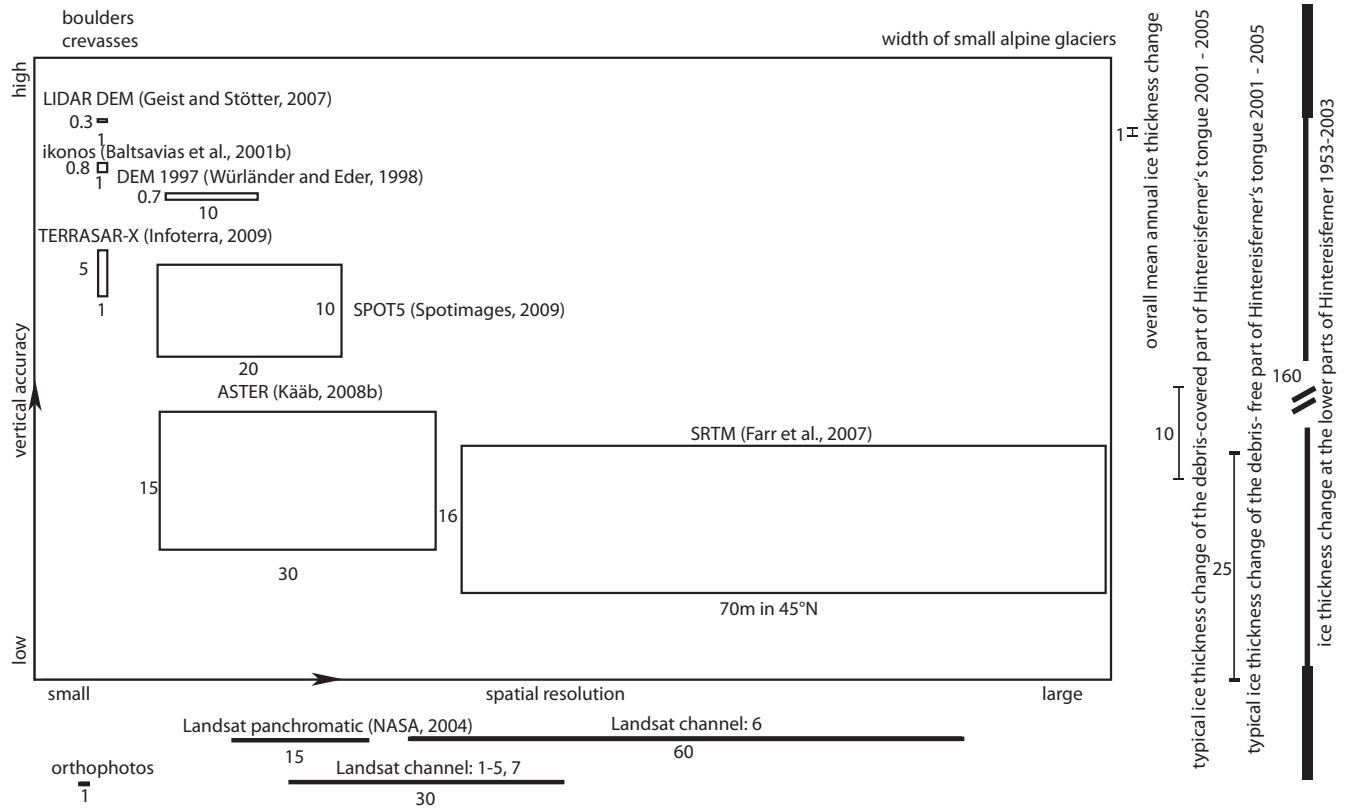 boulders
crevasses
width of small alpine glaciers
high
vertical accuracy
low
LIDAR DEM (Geist and Stötter, 2007)
0.3
1
ikonos (Baltsavias et al., 2001b)
0.8
1
DEM 1997 (Würländer and Eder, 1998)
0.7
10
TERRASAR-X (Infoterra, 2009)
5
1
10
SPOT5 (Spotimages, 2009)
20
ASTER (Kääb, 2008b)
15
30
SRTM (Farr et al., 2007)
16
70m in 45°N
small
spatial resolution
large
Landsat panchromatic (NASA, 2004)
15
Landsat channel: 6
60
orthophotos
1
Landsat channel: 1-5, 7
30
1
overall mean annual ice thickness change
10
typical ice thickness change of the debris-covered part of Hintereisferner's tongue 2001 - 2005
25
typical ice thickness change of the debris- free part of Hintereisferner's tongue 2001 - 2005
160
ice thickness change at the lower parts of Hintereisferner 1953-2003